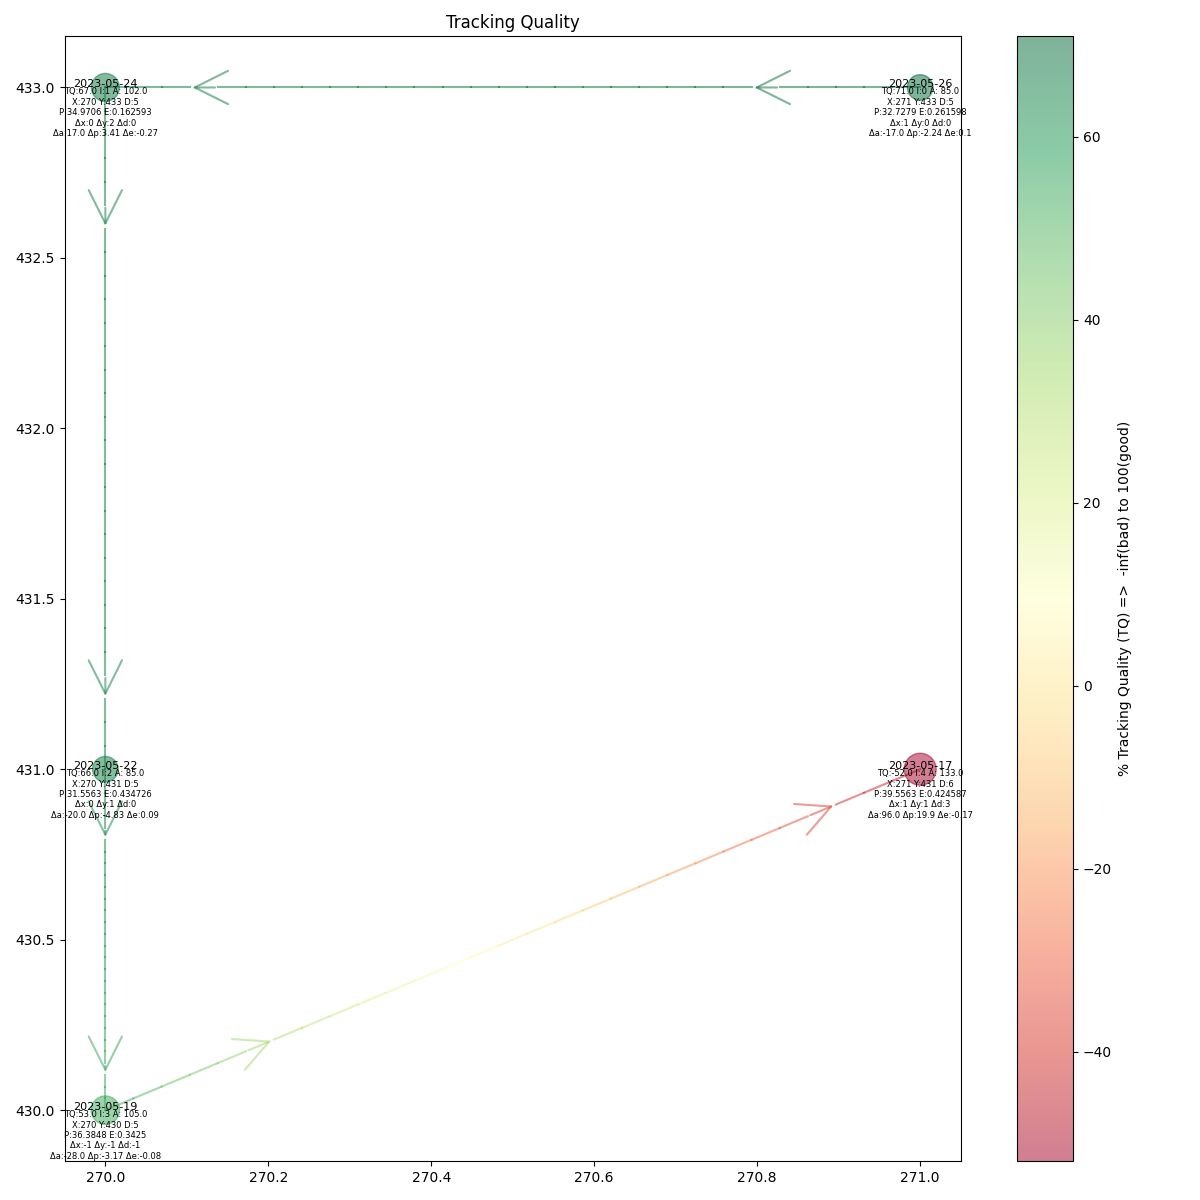 Tracking Quality
2023-05-24
TQ:67.0 I:1 A: 102.0
X:270 Y:433 D:5
P:34.9706 E:0.162593
Δx:0 Δy:2 Δd:0
Δa:17.0 Δp:3.41 Δe:-0.27
2023-05-26
TQ:71.0 I:0 A: 85.0
X:271 Y:433 D:5
P:32.7279 E:0.261598
Δx:1 Δy:0 Δd:0
Δa:-17.0 Δp:-2.24 Δe:0.1
2023-05-22
TQ:66.0 I:2 A: 85.0
X:270 Y:431 D:5
P:31.5563 E:0.434726
Δx:0 Δy:1 Δd:0
Δa:-20.0 Δp:-4.83 Δe:0.09
2023-05-17
TQ:-52.0 I:4 A: 133.0
X:271 Y:431 D:6
P:39.5563 E:0.424587
Δx:1 Δy:1 Δd:3
Δa:96.0 Δp:19.9 Δe:-0.17
2023-05-19
TQ:53.0 I:3 A: 105.0
X:270 Y:430 D:5
P:36.3848 E:0.3425
Δx:-1 Δy:-1 Δd:-1
Δa:-28.0 Δp:-3.17 Δe:-0.08
433.0
432.5
432.0
431.5
431.0
430.5
430.0
270.0 270.2 270.4 270.6 270.8 271.0
60
40
20
0
−20
−40
% Tracking Quality (TQ) => -inf(bad) to 100(good)